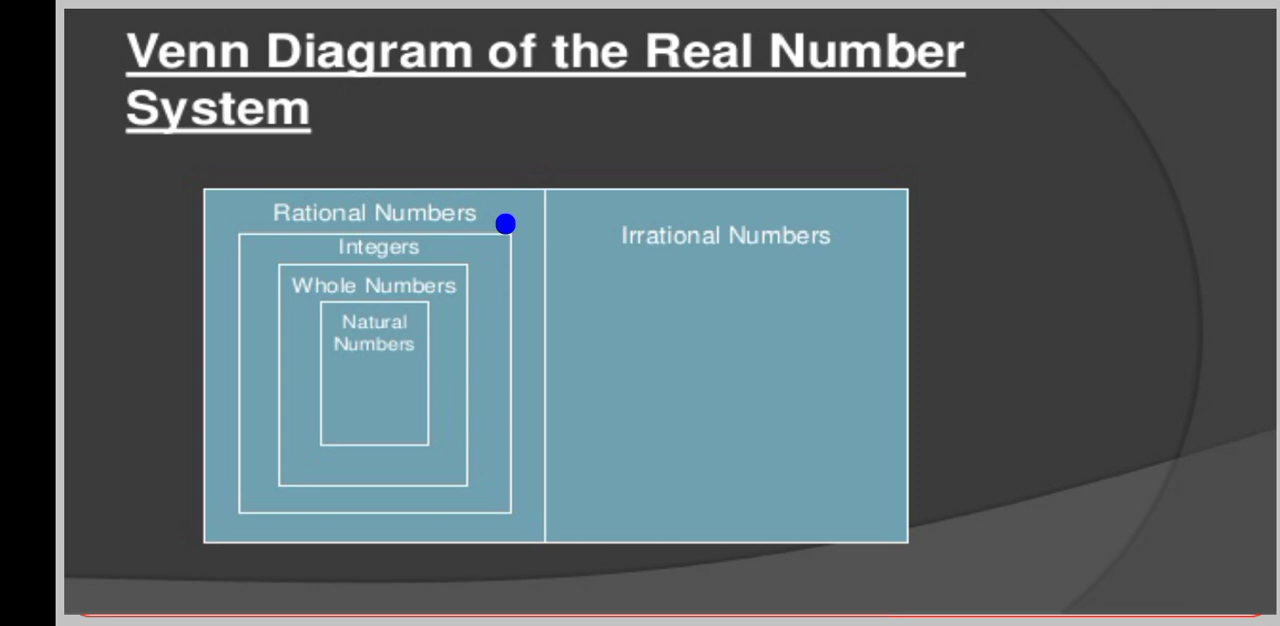 Venn Diagram of the Real Number
System
Rational Numbers
Irrational Numbers
Integers
Whole Numbers
Natural
Numbers